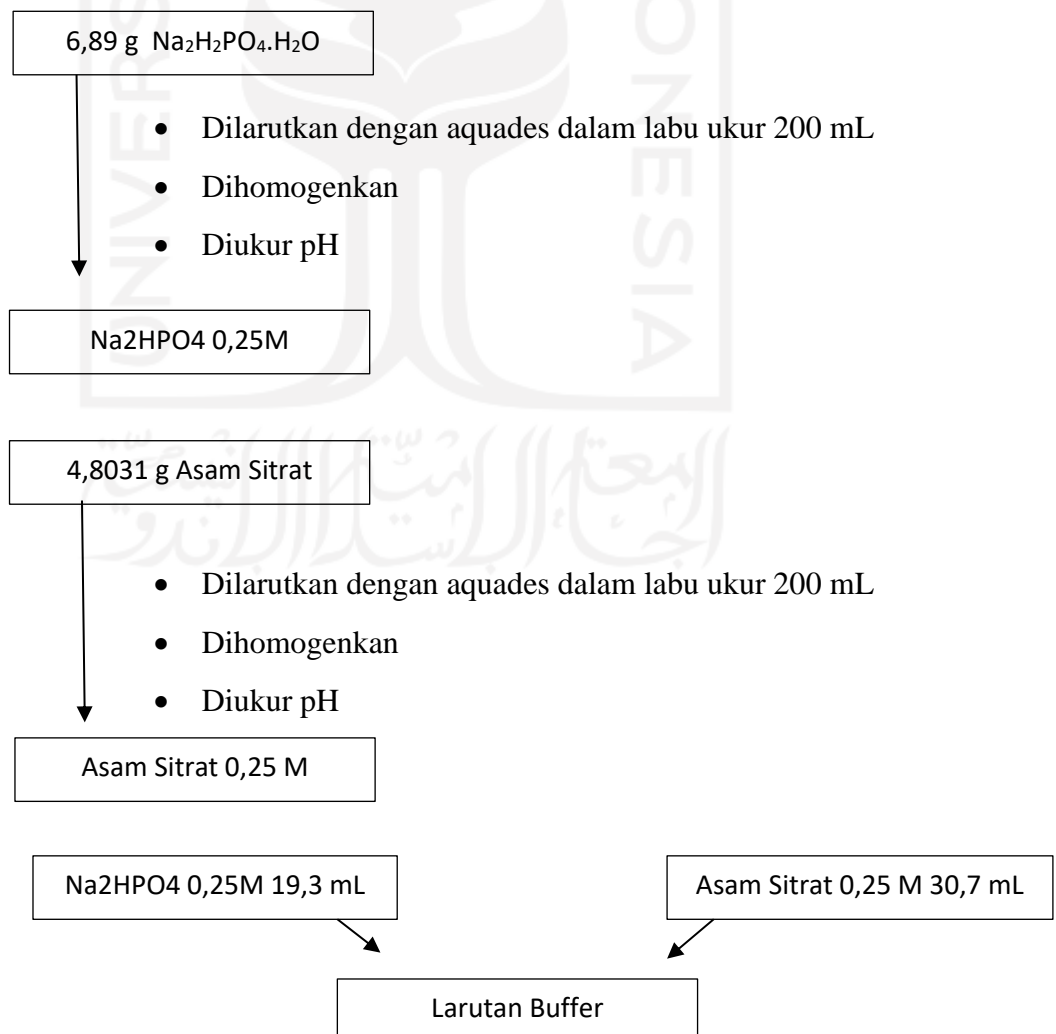 6,89 g Na₂H₂PO₄.H₂O
• Dilarutkan dengan aquades dalam labu ukur 200 mL
• Dihomogenkan
• Diukur pH
Na2HPO4 0,25M
4,8031 g Asam Sitrat
• Dilarutkan dengan aquades dalam labu ukur 200 mL
• Dihomogenkan
• Diukur pH
Asam Sitrat 0,25 M
Na2HPO4 0,25M 19,3 mL
Asam Sitrat 0,25 M 30,7 mL
Larutan Buffer